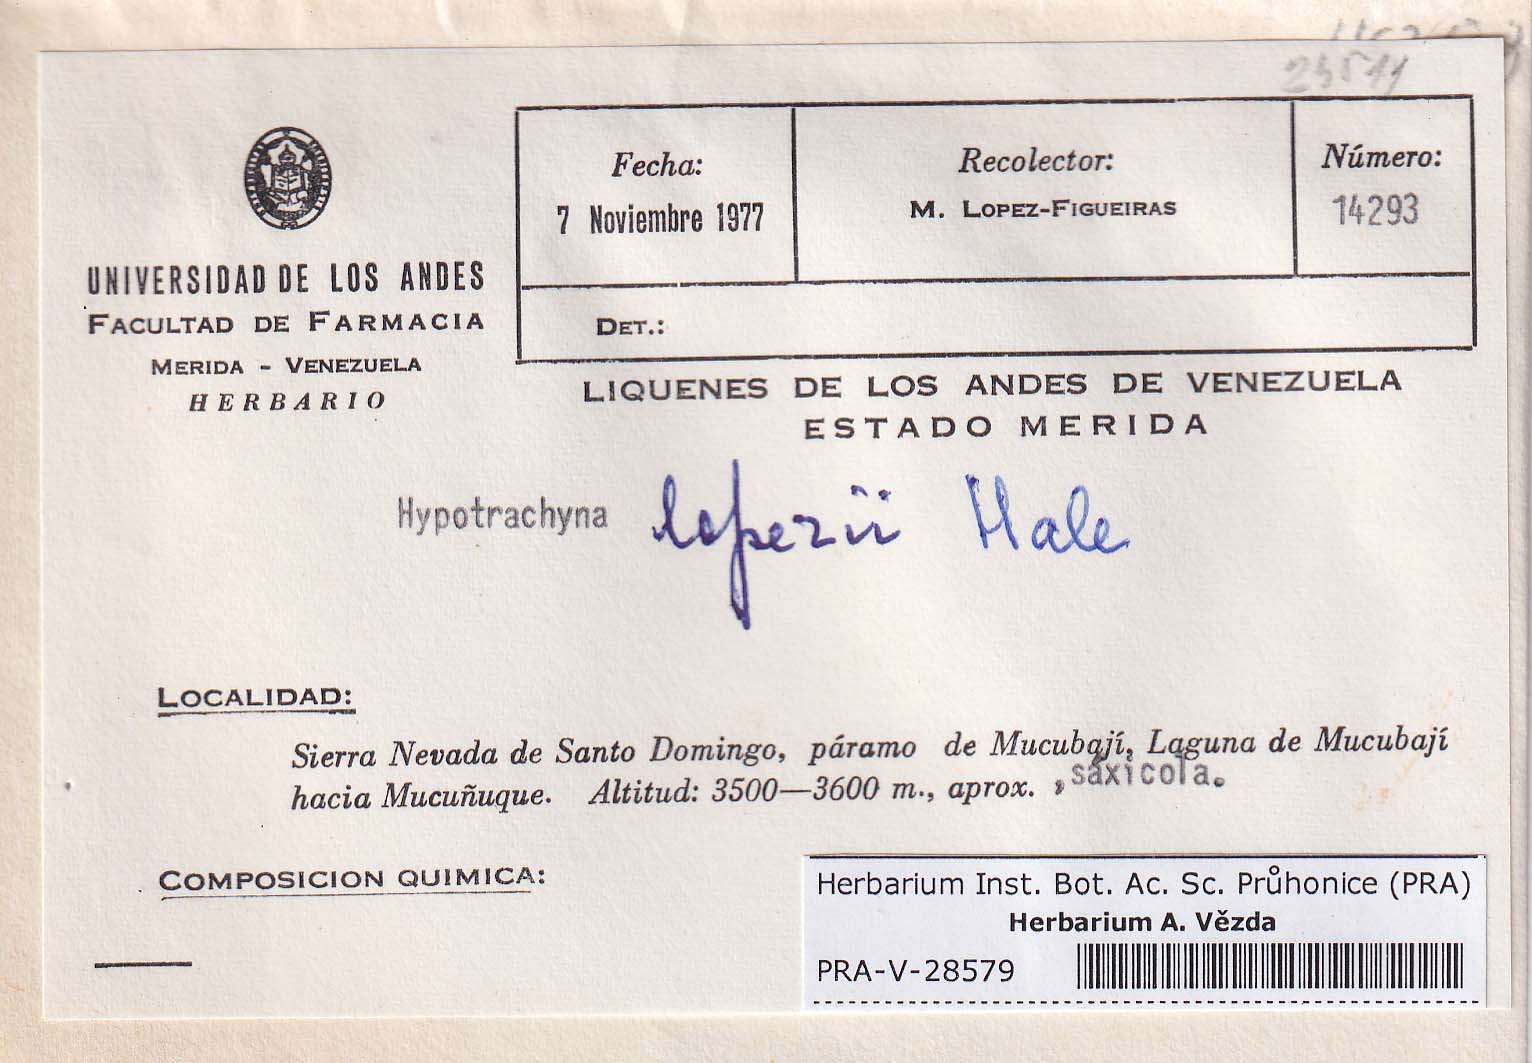 23511
UNIVERSIDAD DE LOS ANDES
FACULTAD DE FARMACIA
MERIDA - VENEZUELA
HERBARIO
Fecha:
7 Noviembre 1977
Recolector:
M. LOPEZ-FIGUEIRAS
Número:
14293
DET.:
LIQUENES DE LOS ANDES DE VENEZUELA
ESTADO MERIDA
Hypotrachyna lopezii Hale
LOCALIDAD:
Sierra Nevada de Santo Domingo, páramo de Mucubají, Laguna de Mucubají
hacia Mucuñuque. Altitud: 3500—3600 m., aprox. , saxicola.
COMPOSICION QUIMICA:
Herbarium Inst. Bot. Ac. Sc. Průhonice (PRA)
Herbarium A. Vězda
PRA-V-28579